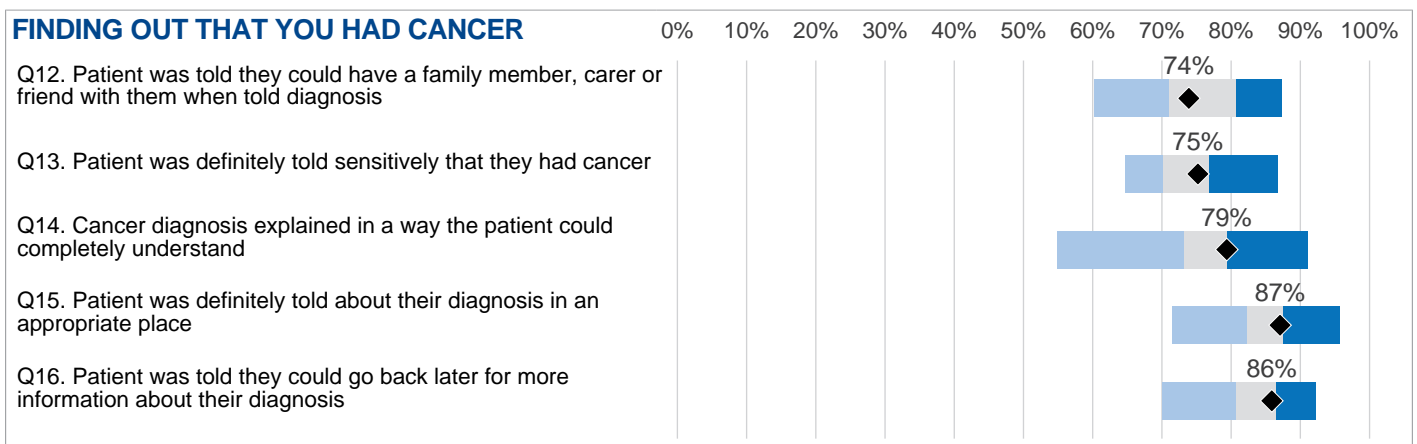 FINDING OUT THAT YOU HAD CANCER 0% 10% 20% 30% 40% 50% 60% 70% 80% 90% 100%
Q12. Patient was told they could have a family member, carer or
friend with them when told diagnosis
74%
Q13. Patient was definitely told sensitively that they had cancer
75%
Q14. Cancer diagnosis explained in a way the patient could
completely understand
79%
Q15. Patient was definitely told about their diagnosis in an
appropriate place
87%
Q16. Patient was told they could go back later for more
information about their diagnosis
86%